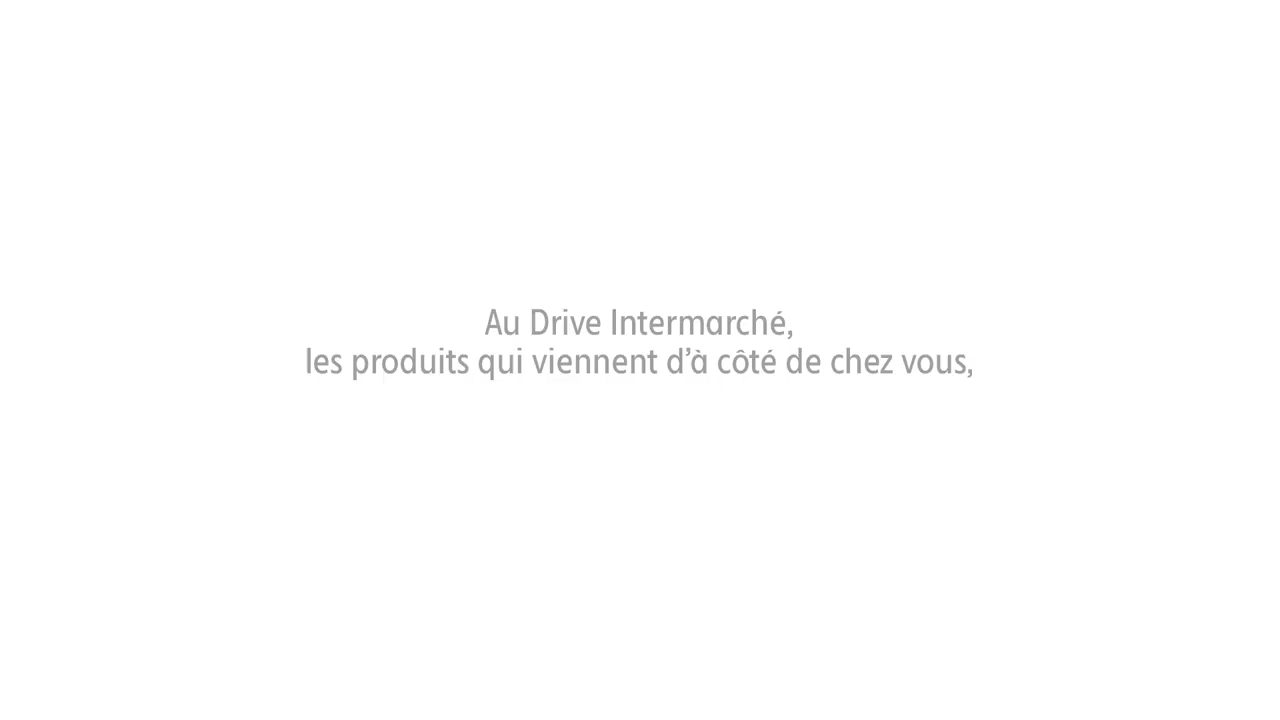 Au Drive Intermarché,
les produits qui viennent d’à côté de chez vous,